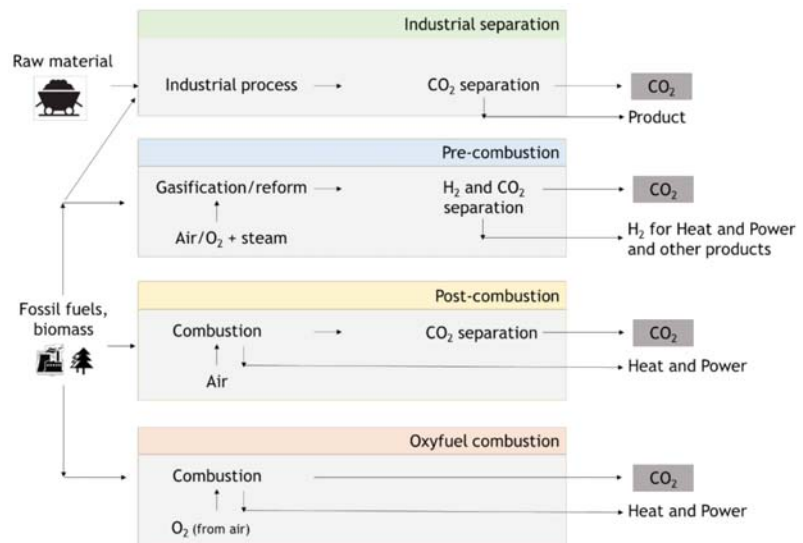 Industrial separation
Raw material
Industrial process
CO₂ separation
CO₂
Product
Pre-combustion
Gasification/reform
H₂ and CO₂
separation
CO₂
Air/O₂ + steam
H₂ for Heat and Power
and other products
Fossil fuels,
biomass
Post-combustion
Combustion
CO₂ separation
CO₂
Air
Heat and Power
Oxyfuel combustion
Combustion
CO₂
O₂ (from air)
Heat and Power